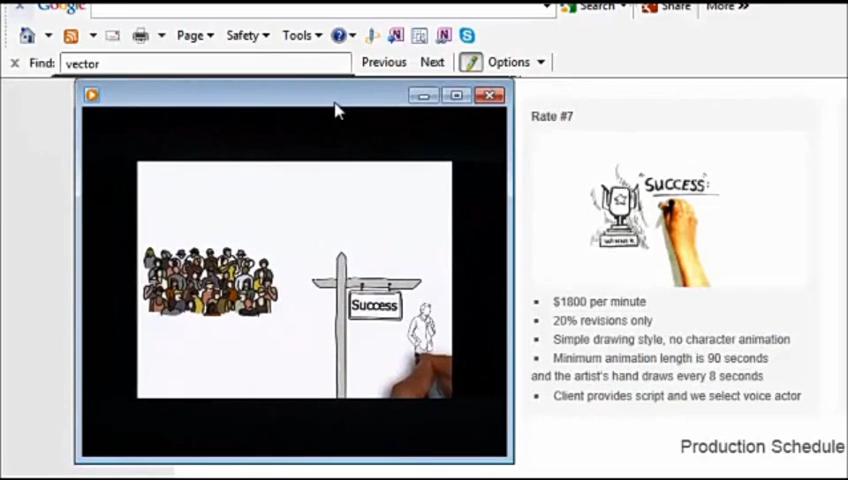 Google
Search
Share
More »
Page
Safety
Tools
Find: vector
Previous Next Options
Success
Rate #7
"SUCCESS:
WINNER
$1800 per minute
20% revisions only
Simple drawing style, no character animation
Minimum animation length is 90 seconds
and the artist's hand draws every 8 seconds
Client provides script and we select voice actor
Production Schedule